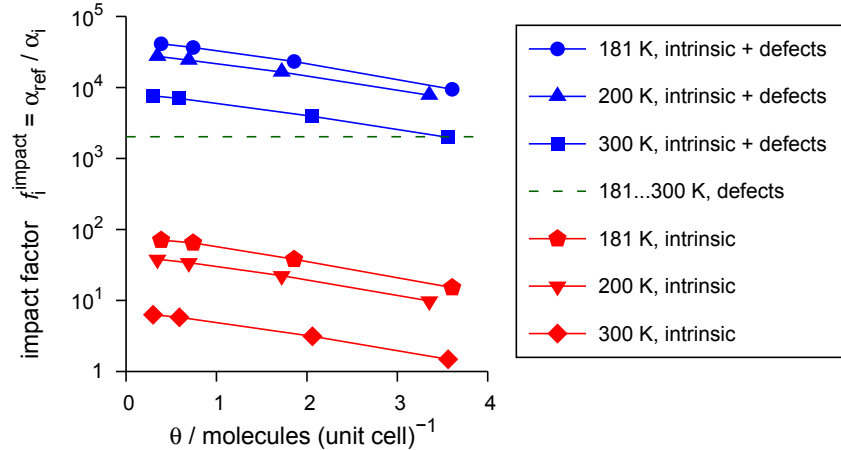 impact factor f_i^impact = α_ref / α_i
10^5
10^4
10^3
10^2
10^1
1
0
1
2
3
4
θ / molecules (unit cell)^−1
181 K, intrinsic + defects
200 K, intrinsic + defects
300 K, intrinsic + defects
181...300 K, defects
181 K, intrinsic
200 K, intrinsic
300 K, intrinsic